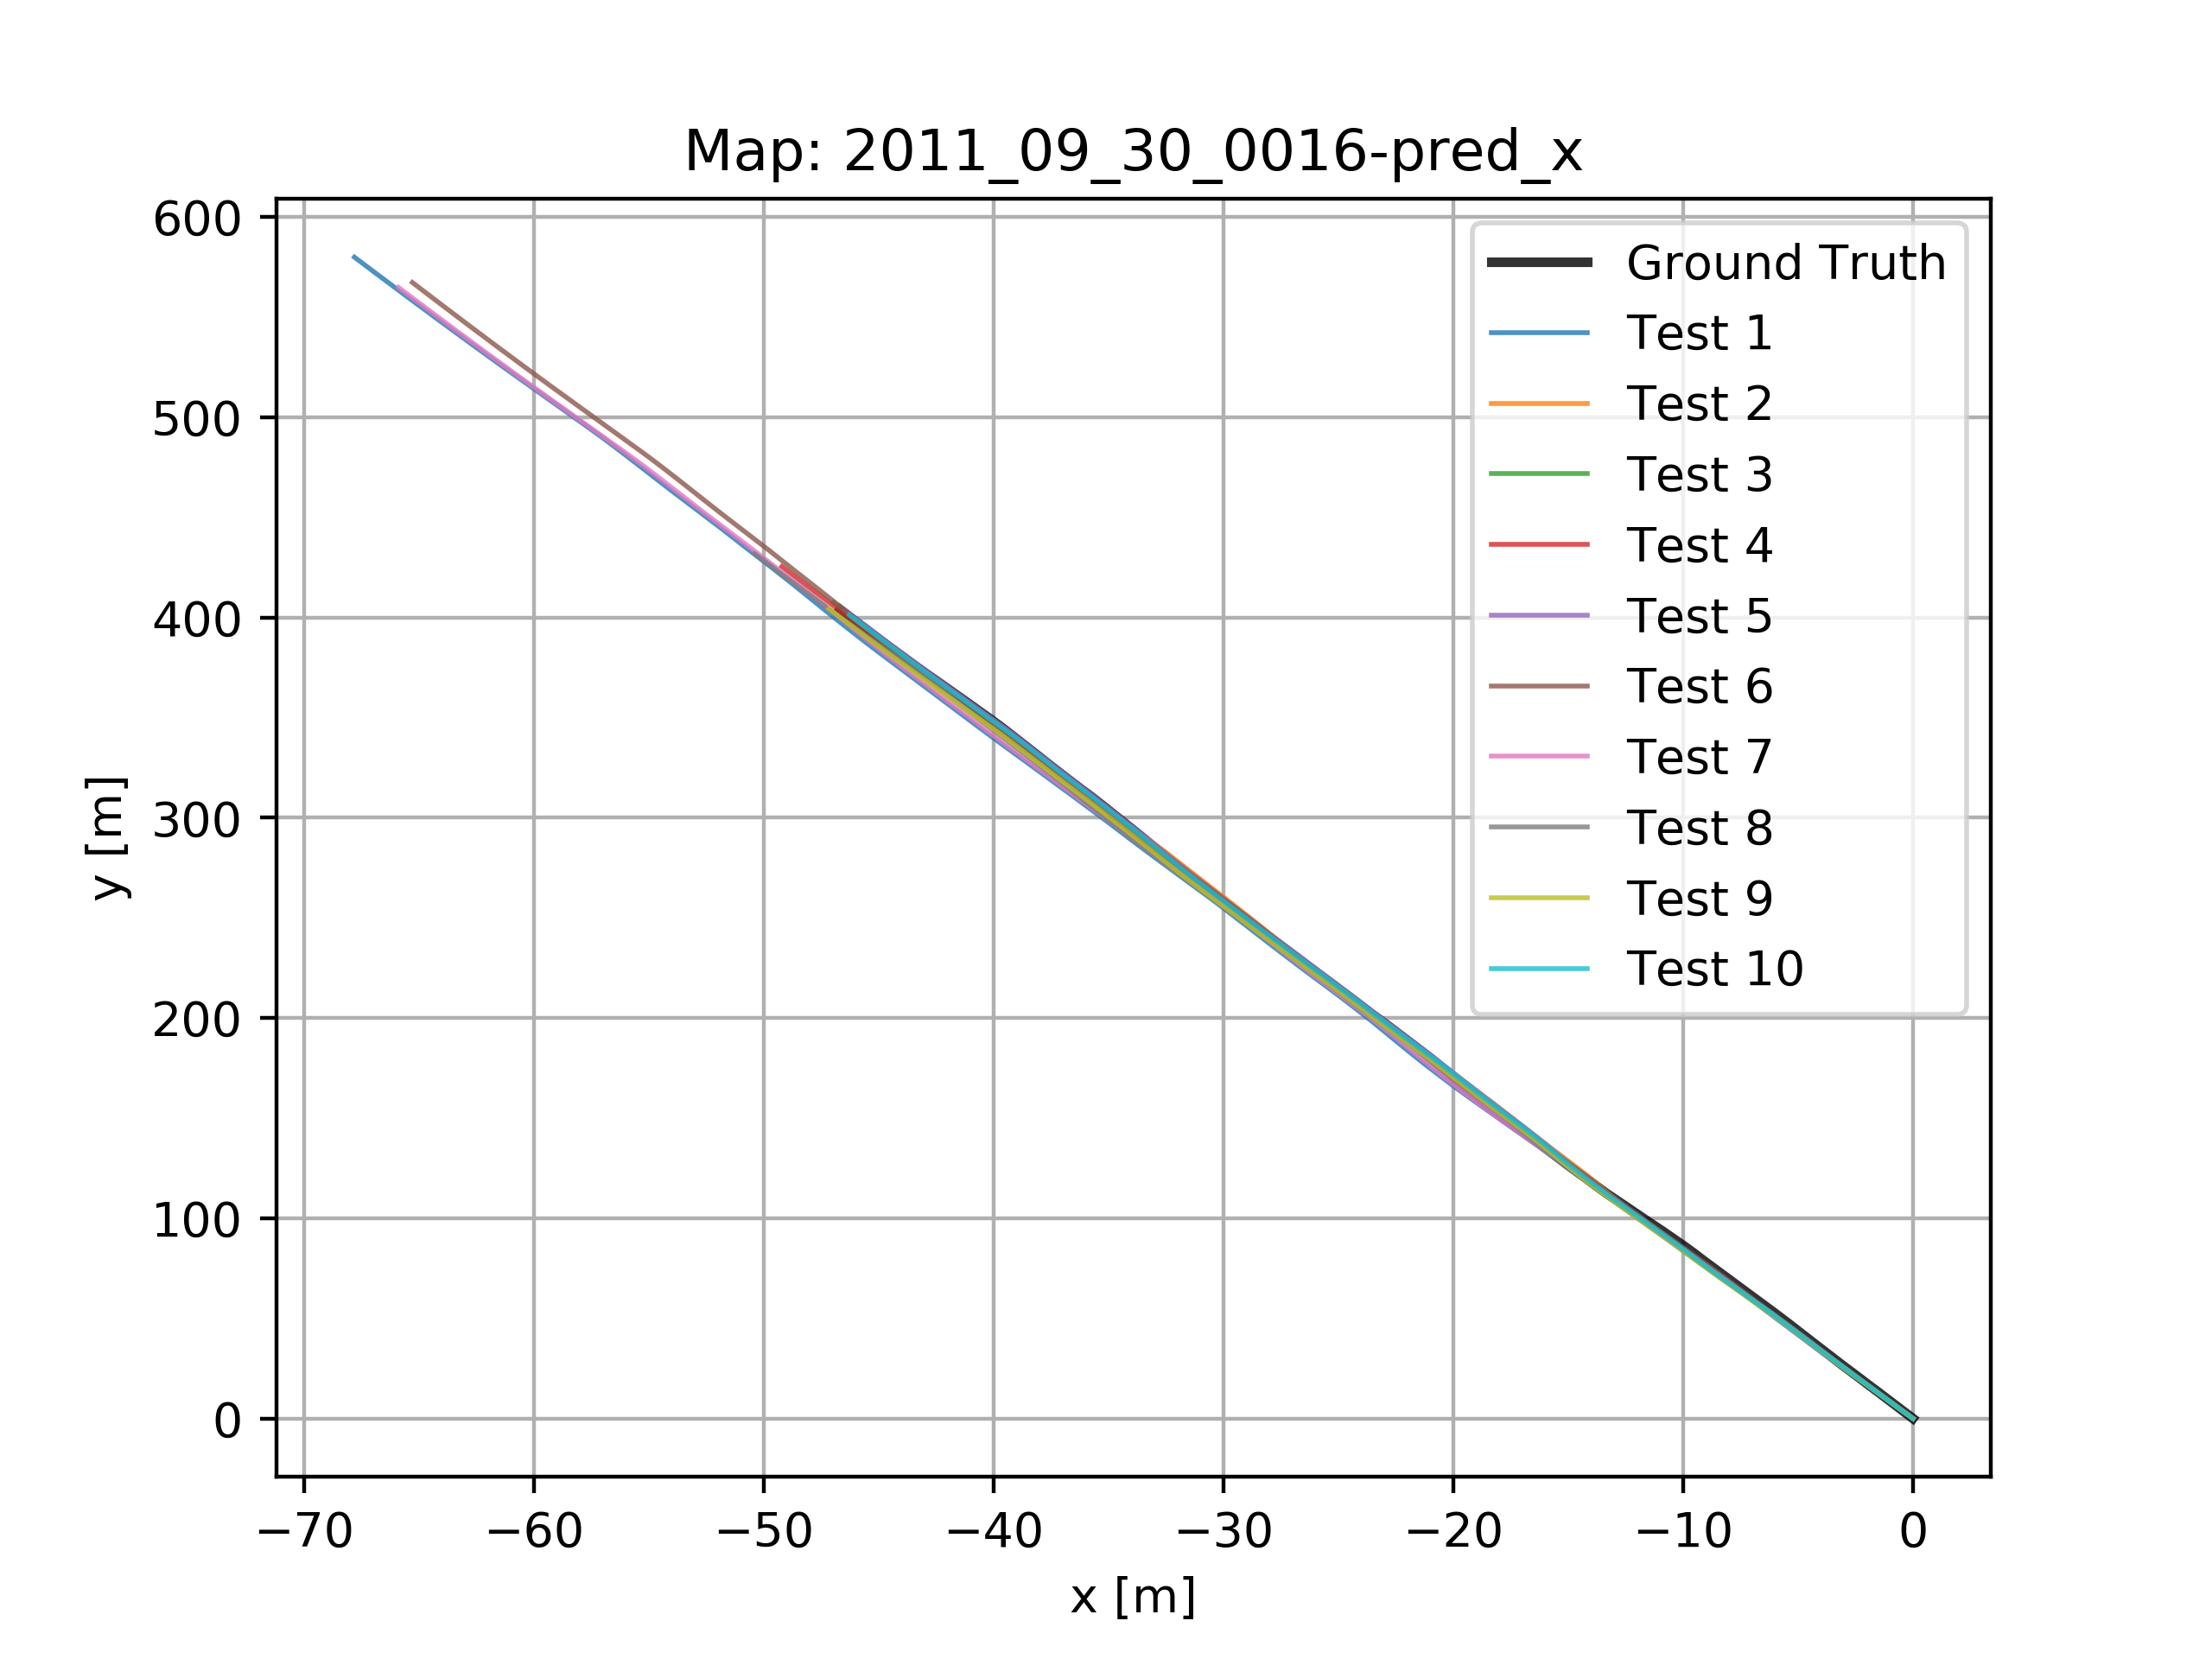 Map: 2011_09_30_0016-pred_x
600
500
400
300
200
100
0
y [m]
−70
−60
−50
−40
−30
−20
−10
0
x [m]
Ground Truth
Test 1
Test 2
Test 3
Test 4
Test 5
Test 6
Test 7
Test 8
Test 9
Test 10